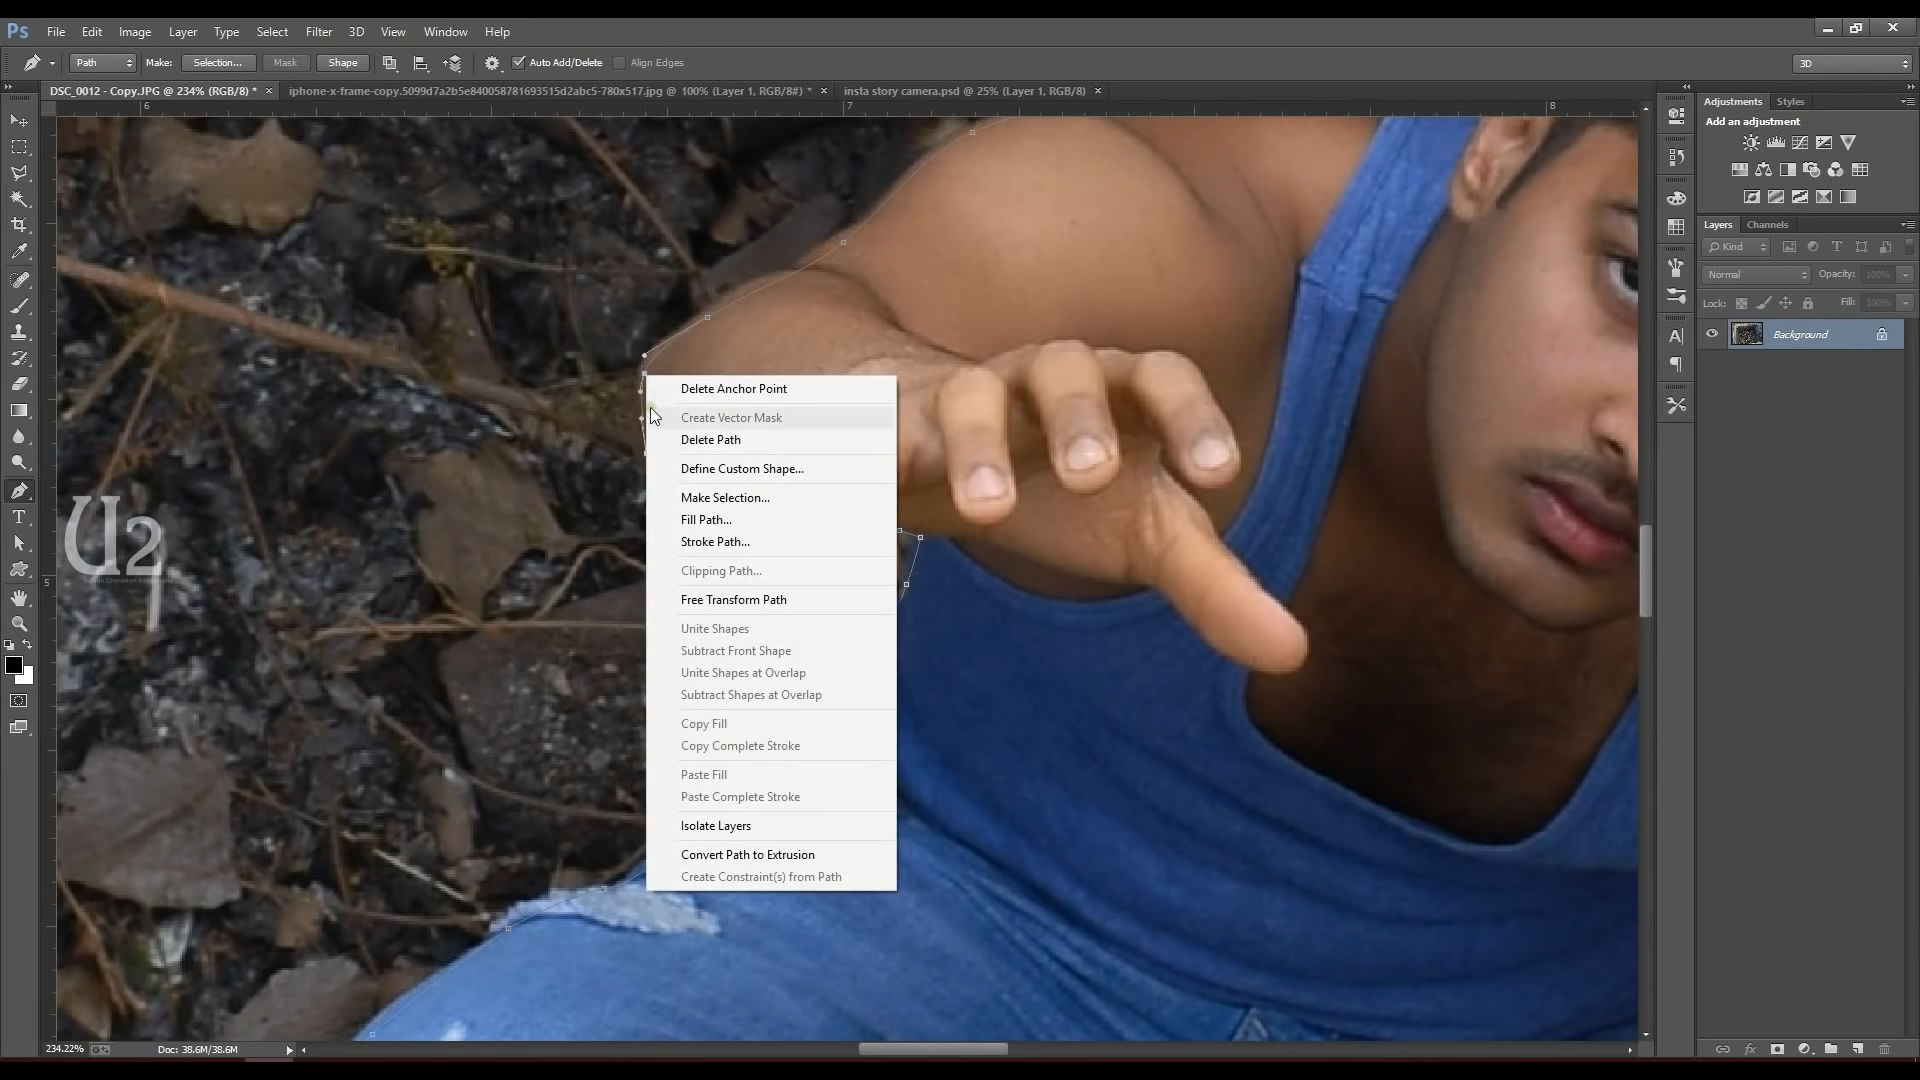 Ps File Edit Image Layer Type Select Filter 3D View Window Help
Path Make: Selection... Mask Shape Auto Add/Delete Align Edges 3D
DSC_0012 - Copy.JPG @ 234% (RGB/8) * × iphone-x-frame-copy.5099d7a2b5e840058781693515d2abc5-780x517.jpg @ 100% (Layer 1, RGB/8#) * × insta story camera.psd @ 25% (Layer 1, RGB/8) ×
6 7 8
5
Adjustments Styles
Add an adjustment
Layers Channels
Kind
Normal Opacity: 100%
Lock: Fill: 100%
Background
Delete Anchor Point
Create Vector Mask
Delete Path
Define Custom Shape...
Make Selection...
Fill Path...
Stroke Path...
Clipping Path...
Free Transform Path
Unite Shapes
Subtract Front Shape
Unite Shapes at Overlap
Subtract Shapes at Overlap
Copy Fill
Copy Complete Stroke
Paste Fill
Paste Complete Stroke
Isolate Layers
Convert Path to Extrusion
Create Constraint(s) from Path
234.22% Doc: 38.6M/38.6M